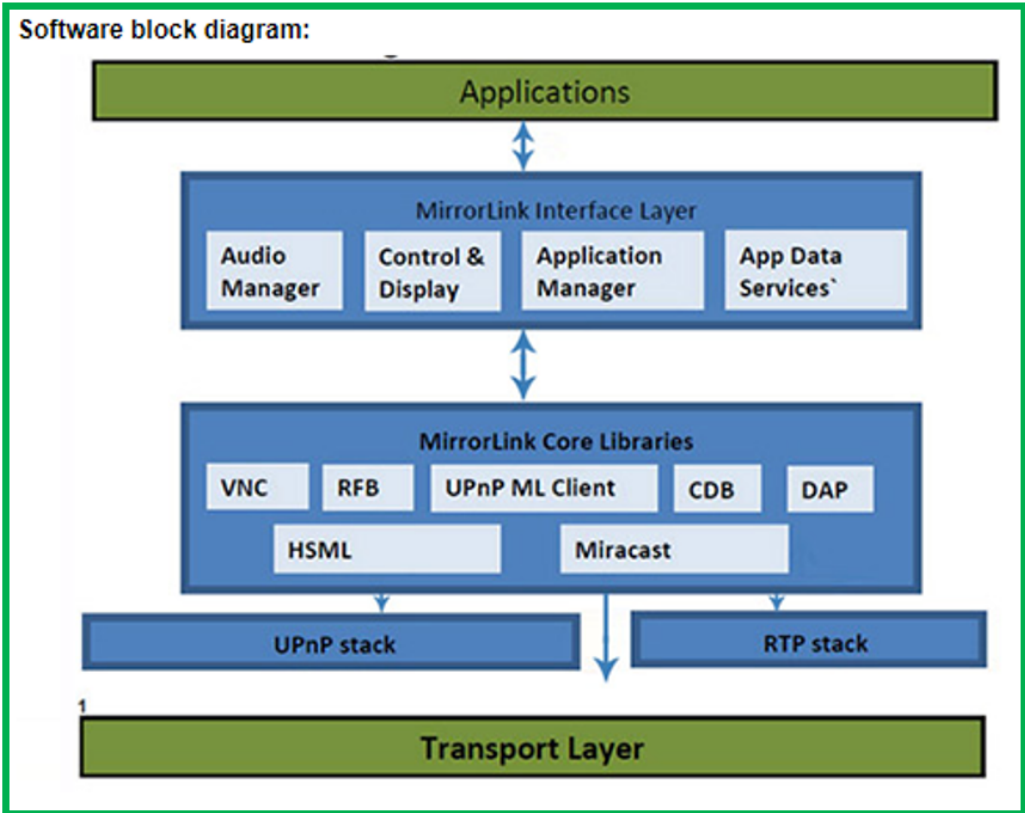 Software block diagram:
Applications
MirrorLink Interface Layer
Audio
Manager
Control &
Display
Application
Manager
App Data
Services`
MirrorLink Core Libraries
VNC
RFB
UPnP ML Client
CDB
DAP
HSML
Miracast
UPnP stack
RTP stack
1
Transport Layer